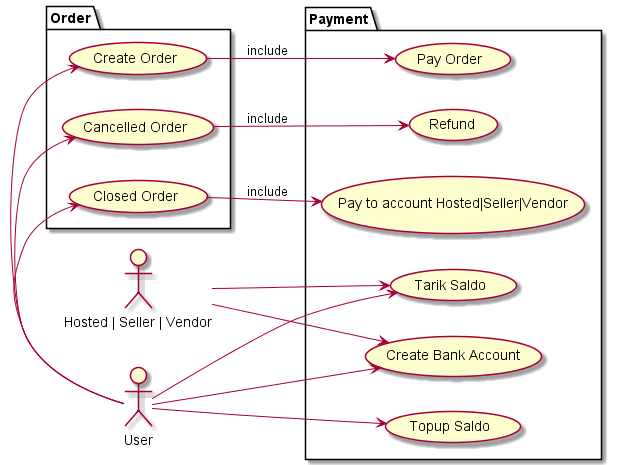 Order
Payment
Create Order
include
Pay Order
Cancelled Order
include
Refund
Closed Order
include
Pay to account Hosted|Seller|Vendor
Tarik Saldo
Hosted | Seller | Vendor
Create Bank Account
Topup Saldo
User